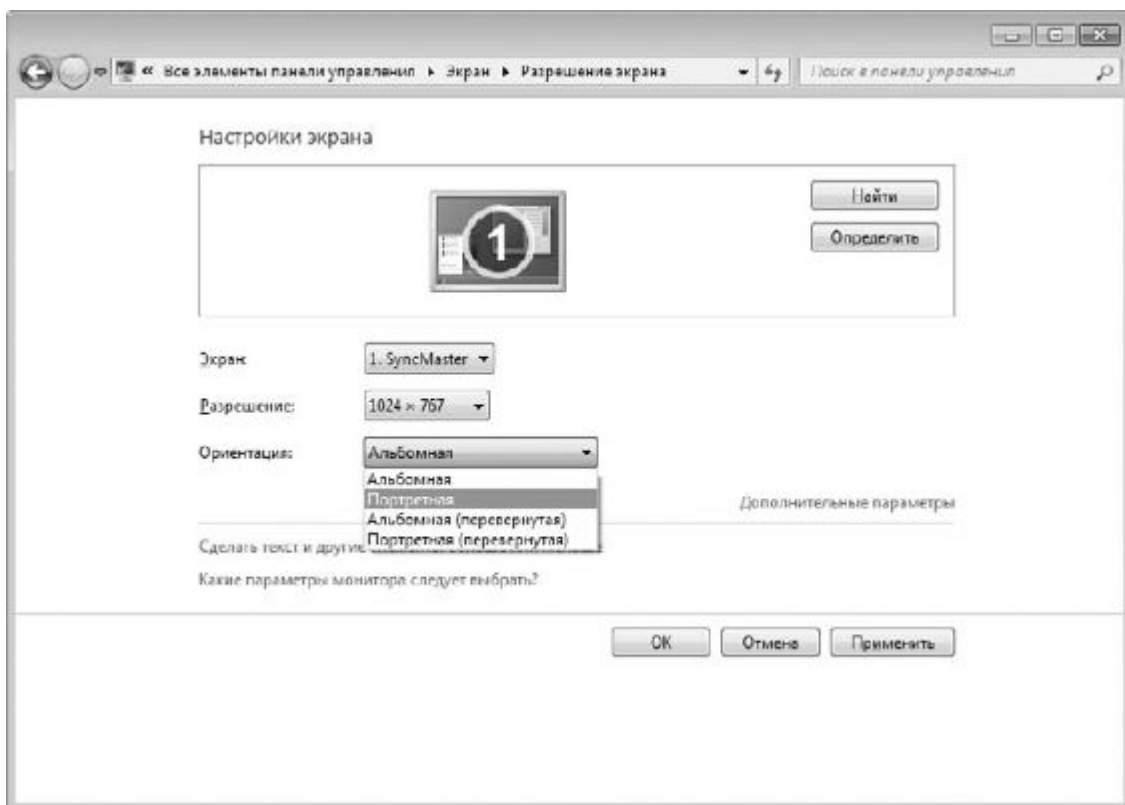 « Все элементы панели управления ▸ Экран ▸ Разрешение экрана
Поиск в панели управления
Настройки экрана
1
Найти
Определить
Экран:
1. SyncMaster
Разрешение:
1024 × 767
Ориентация:
Альбомная
Альбомная
Портретная
Альбомная (перевернутая)
Портретная (перевернутая)
Дополнительные параметры
Сделать текст и другие
Какие параметры монитора следует выбрать?
OK
Отмена
Применить